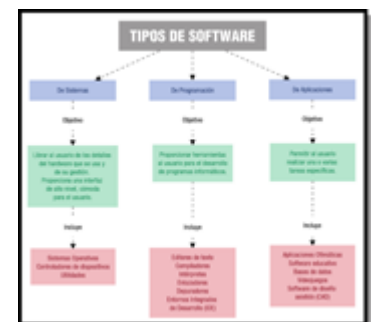 TIPOS DE SOFTWARE
De Sistemas
De Programación
De Aplicaciones
Objetivo
Objetivo
Objetivo
Liberar al usuario de los detalles
del hardware que se usa y
de su gestión.
Proporciona una interfaz
de alto nivel, cómoda
para el usuario.
Proporcionar herramientas
al usuario para el desarrollo
de programas informáticos.
Permitir al usuario
realizar una o varias
tareas específicas.
Incluye
Incluye
Incluye
Sistemas Operativos
Controladores de dispositivos
Utilidades
Editores de texto
Compiladores
Intérpretes
Enlazadores
Depuradores
Entornos Integrados
de Desarrollo (IDE)
Aplicaciones Ofimáticas
Software educativo
Bases de datos
Videojuegos
Software de diseño
asistido (CAD)